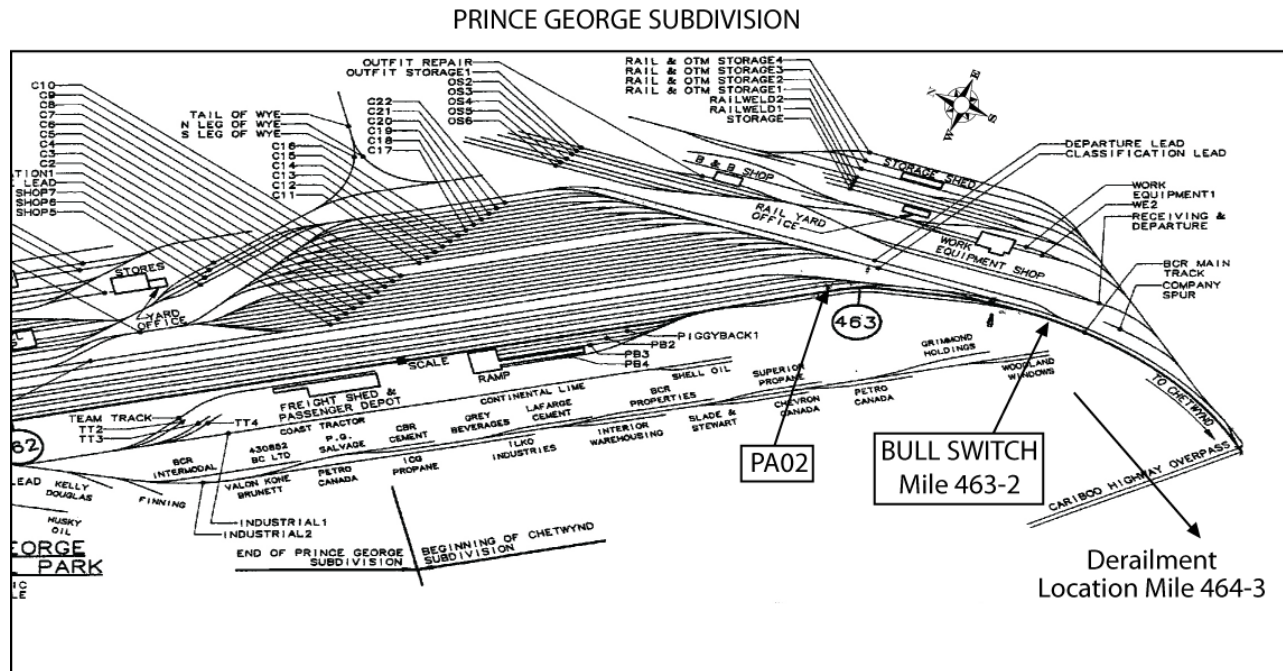 PRINCE GEORGE SUBDIVISION
C10
C9
C8
C7
C6
C5
C4
C3
C2
ATION1
LEAD
SHOP7
SHOP6
SHOP5
TAIL OF WYE
N LEG OF WYE
S LEG OF WYE
C16
C15
C14
C13
C12
C11
C22
C21
C20
C19
C18
C17
OUTFIT REPAIR
OUTFIT STORAGE1
OS2
OS3
OS4
OS5
OS6
RAIL & OTM STORAGE4
RAIL & OTM STORAGE3
RAIL & OTM STORAGE2
RAIL & OTM STORAGE1
RAILWELD2
RAILWELD1
STORAGE
N
E
S
W
DEPARTURE LEAD
CLASSIFICATION LEAD
B & B SHOP
STORAGE SHED
RAIL YARD
OFFICE
WORK
EQUIPMENT SHOP
WORK
EQUIPMENT1
WE2
RECEIVING &
DEPARTURE
BCR MAIN
TRACK
COMPANY
SPUR
STORES
YARD
OFFICE
463
PIGGYBACK1
PB2
PB3
PB4
SCALE
RAMP
FREIGHT SHED &
PASSENGER DEPOT
TEAM TRACK
TT2
TT3
TT4
62
COAST TRACTOR
CONTINENTAL LIME
SHELL OIL
SUPERIOR
PROPANE
GRIMMOND
HOLDINGS
WOODLAND
WINDOWS
BCR
INTERMODAL
430852
BC LTD
P.G.
SALVAGE
CBR
CEMENT
GREY
BEVERAGES
LAFARGE
CEMENT
BCR
PROPERTIES
CHEVRON
CANADA
PETRO
CANADA
LEAD
KELLY
DOUGLAS
FINNING
VALON KONE
BRUNETT
PETRO
CANADA
ICG
PROPANE
ILKO
INDUSTRIES
INTERIOR
WAREHOUSING
SLADE &
STEWART
HUSKY
OIL
INDUSTRIAL1
INDUSTRIAL2
PA02
BULL SWITCH
Mile 463-2
TO CHETWYND
CARIBOO HIGHWAY OVERPASS
EORGE
PARK
IC
LE
END OF PRINCE GEORGE
SUBDIVISION
BEGINNING OF CHETWYND
SUBDIVISION
Derailment
Location Mile 464-3